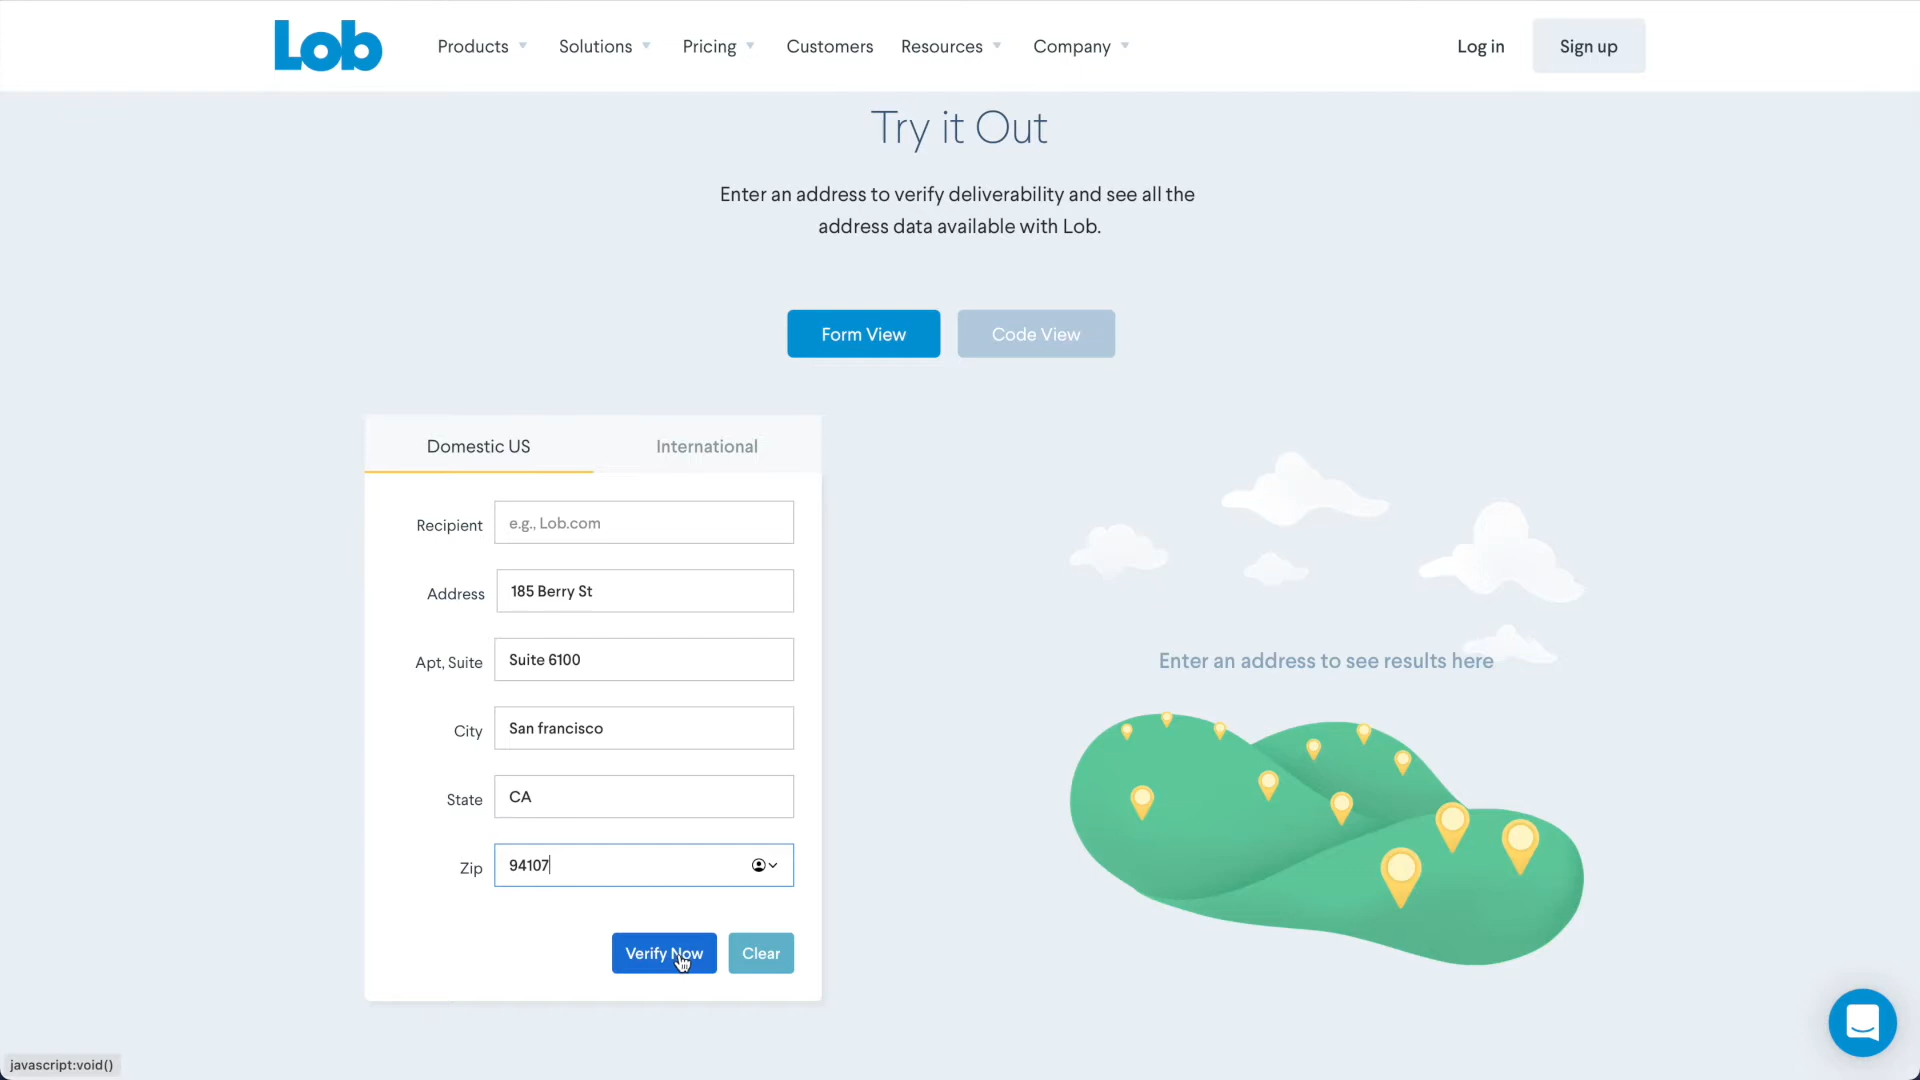 Lob
Products
Solutions
Pricing
Customers
Resources
Company
Log in
Sign up
Try it Out
Enter an address to verify deliverability and see all the
address data available with Lob.
Form View
Code View
Domestic US
International
Recipient
e.g., Lob.com
Address
185 Berry St
Apt, Suite
Suite 6100
City
San francisco
State
CA
Zip
94107
Verify Now
Clear
Enter an address to see results here
javascript:void()